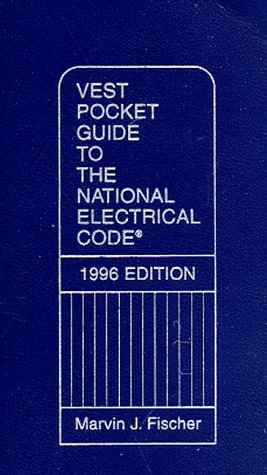 VEST
POCKET
GUIDE
TO
THE
NATIONAL
ELECTRICAL
CODE®
1996 EDITION
Marvin J. Fischer